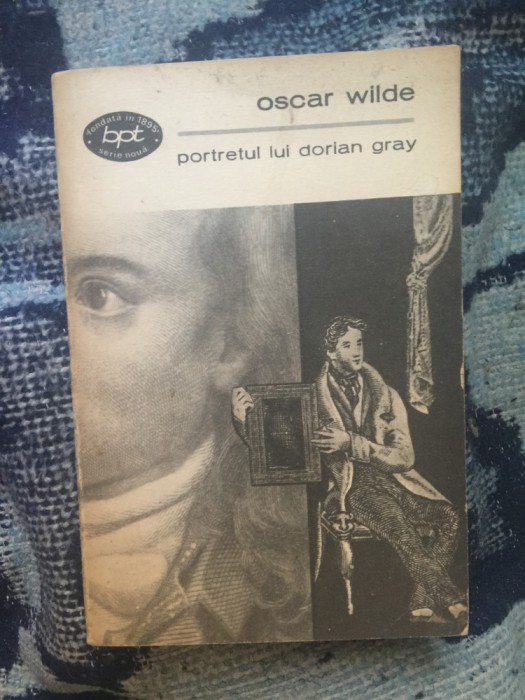 oscar wilde
portretul lui dorian gray
fondată în 1895
bpt
serie nouă